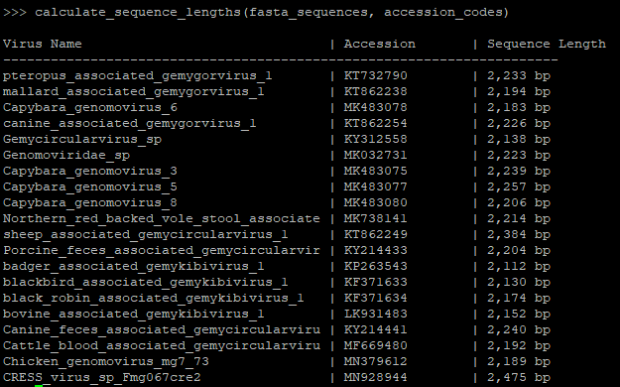 >>> calculate_sequence_lengths(fasta_sequences, accession_codes)
Virus Name | Accession | Sequence Length
--------------------------------------------------------------------------------
pteropus_associated_gemygorvirus_1 | KT732790 | 2,233 bp
mallard_associated_gemygorvirus_1 | KT862238 | 2,194 bp
Capybara_genomovirus_6 | MK483078 | 2,183 bp
canine_associated_gemygorvirus_1 | KT862254 | 2,226 bp
Gemycircularvirus_sp | KY312558 | 2,138 bp
Genomoviridae_sp | MK032731 | 2,223 bp
Capybara_genomovirus_3 | MK483075 | 2,239 bp
Capybara_genomovirus_5 | MK483077 | 2,257 bp
Capybara_genomovirus_8 | MK483080 | 2,206 bp
Northern_red_backed_vole_stool_associate | MK738141 | 2,214 bp
sheep_associated_gemycircularvirus_1 | KT862249 | 2,384 bp
Porcine_feces_associated_gemycircularvir | KY214433 | 2,204 bp
badger_associated_gemykibivirus_1 | KP263543 | 2,112 bp
blackbird_associated_gemykibivirus_1 | KF371633 | 2,130 bp
black_robin_associated_gemykibivirus_1 | KF371634 | 2,174 bp
bovine_associated_gemykibivirus_1 | LK931483 | 2,152 bp
Canine_feces_associated_gemycircularviru | KY214441 | 2,240 bp
Cattle_blood_associated_gemycircularviru | MF669480 | 2,192 bp
Chicken_genomovirus_mg7_73 | MN379612 | 2,189 bp
CRESS_virus_sp_Fmg067cre2 | MN928944 | 2,475 bp